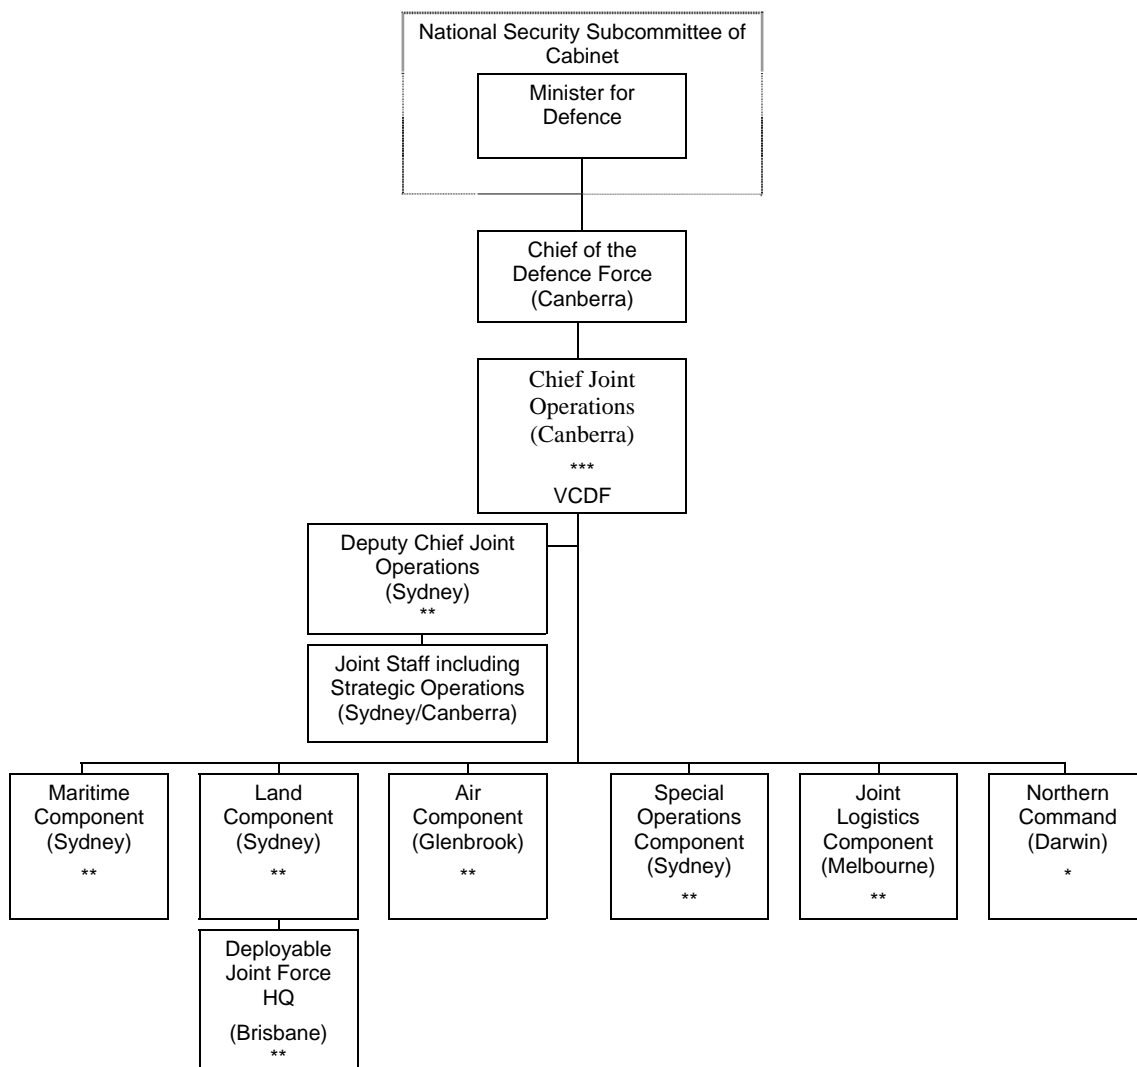 National Security Subcommittee of
Cabinet
Minister for
Defence
Chief of the
Defence Force
(Canberra)
Chief Joint
Operations
(Canberra)
***
VCDF
Deputy Chief Joint
Operations
(Sydney)
**
Joint Staff including
Strategic Operations
(Sydney/Canberra)
Maritime
Component
(Sydney)
**
Land
Component
(Sydney)
**
Air
Component
(Glenbrook)
**
Special
Operations
Component
(Sydney)
**
Joint
Logistics
Component
(Melbourne)
**
Northern
Command
(Darwin)
*
Deployable
Joint Force
HQ
(Brisbane)
**